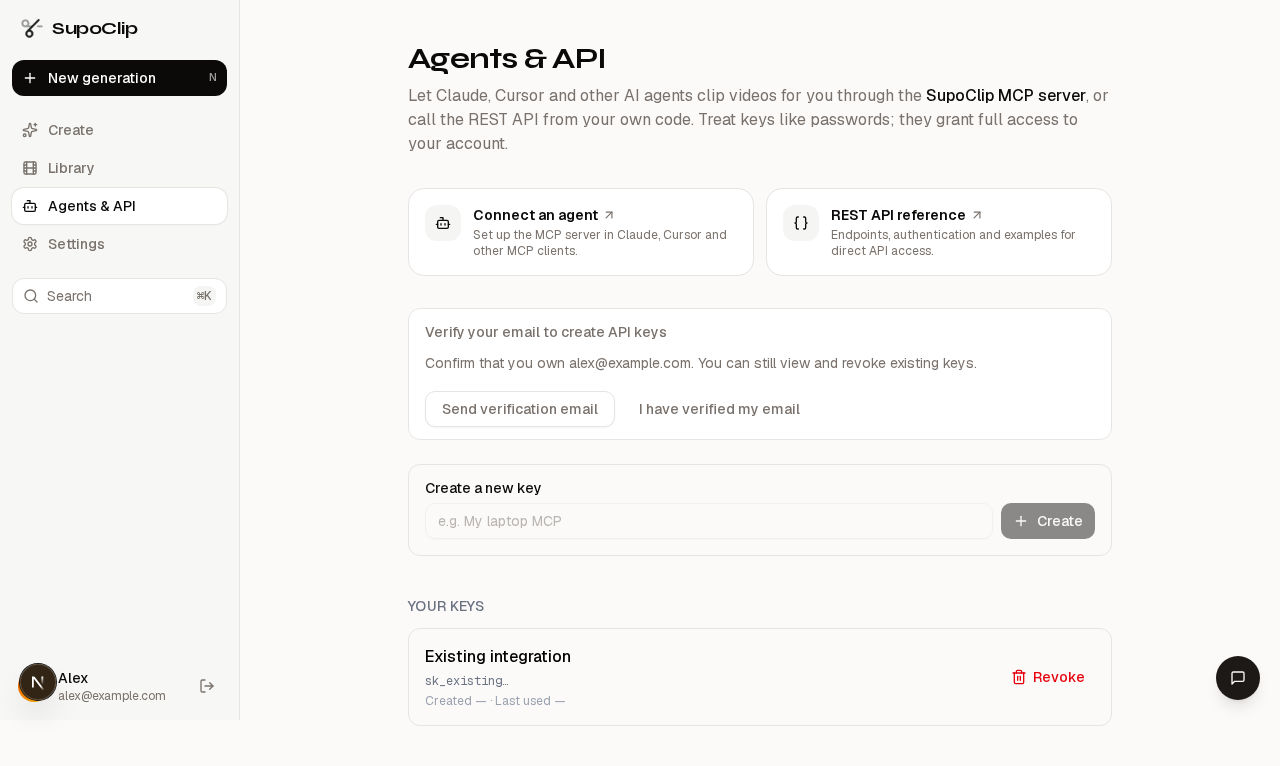 SupoClip
New generation N
Create
Library
Agents & API
Settings
Search ⌘K
Alex
alex@example.com
Agents & API
Let Claude, Cursor and other AI agents clip videos for you through the SupoClip MCP server, or
call the REST API from your own code. Treat keys like passwords; they grant full access to
your account.
Connect an agent
Set up the MCP server in Claude, Cursor and
other MCP clients.
REST API reference
Endpoints, authentication and examples for
direct API access.
Verify your email to create API keys
Confirm that you own alex@example.com. You can still view and revoke existing keys.
Send verification email
I have verified my email
Create a new key
e.g. My laptop MCP
Create
YOUR KEYS
Existing integration
sk_existing…
Created — · Last used —
Revoke